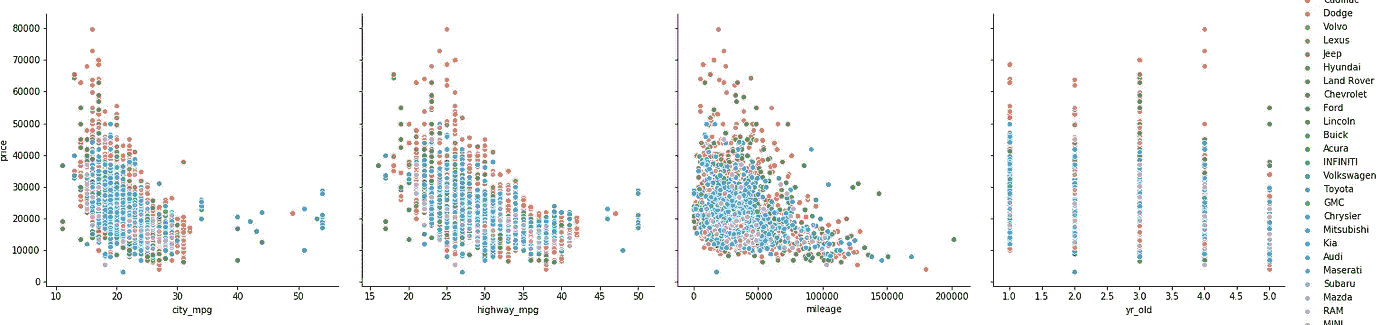 price
80000
70000
60000
50000
40000
30000
20000
10000
0
10 20 30 40 50
city_mpg
15 20 25 30 35 40 45 50
highway_mpg
0 50000 100000 150000 200000
mileage
1.0 1.5 2.0 2.5 3.0 3.5 4.0 4.5 5.0
yr_old
Cadillac
Dodge
Volvo
Lexus
Jeep
Hyundai
Land Rover
Chevrolet
Ford
Lincoln
Buick
Acura
INFINITI
Volkswagen
Toyota
GMC
Chrysler
Mitsubishi
Kia
Audi
Maserati
Subaru
Mazda
RAM
MINI